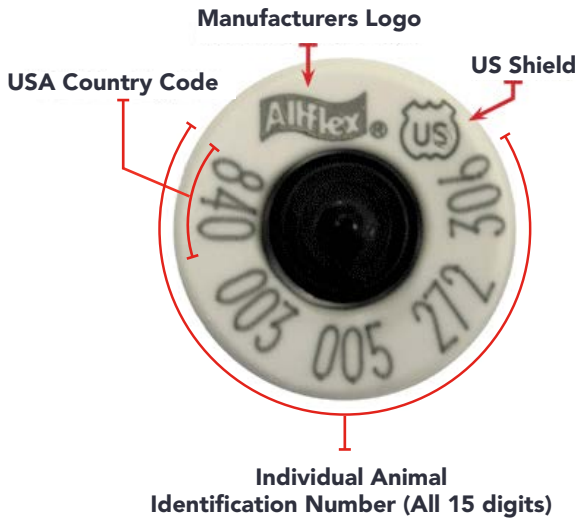 Manufacturers Logo
US Shield
USA Country Code
Allflex ®
US
840 003 005 272 306
Individual Animal
Identification Number (All 15 digits)